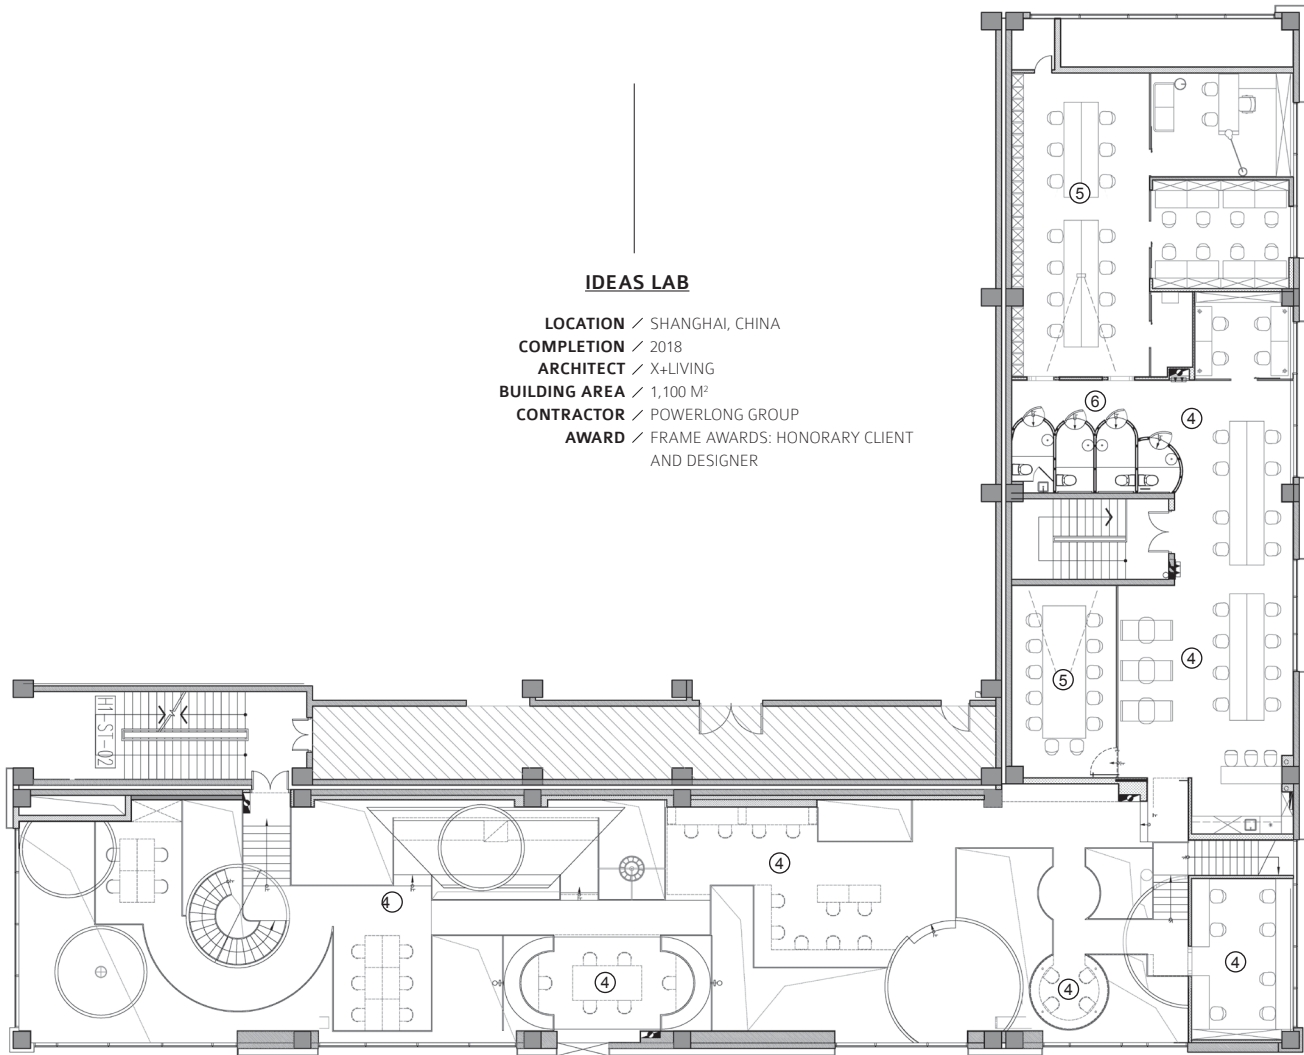 IDEAS LAB
LOCATION / SHANGHAI, CHINA
COMPLETION / 2018
ARCHITECT / X+LIVING
BUILDING AREA / 1,100 M²
CONTRACTOR / POWERLONG GROUP
AWARD / FRAME AWARDS: HONORARY CLIENT
AND DESIGNER
5
6
4
5
4
H1-ST-02
4
4
4
4
4